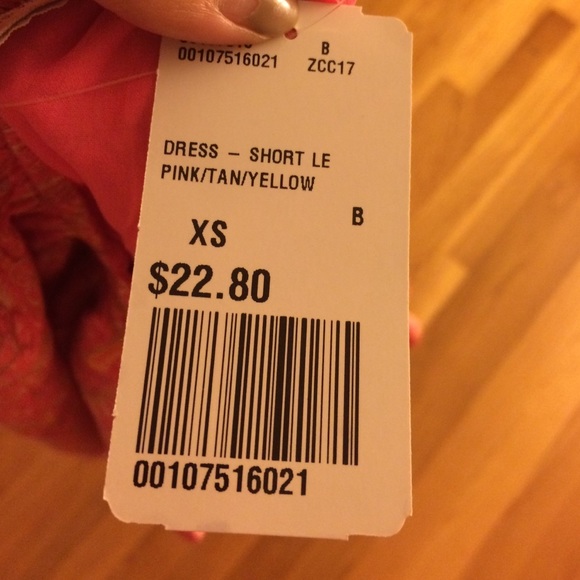 B
00107516021 ZCC17
DRESS – SHORT LE
PINK/TAN/YELLOW
B
XS
$22.80
00107516021